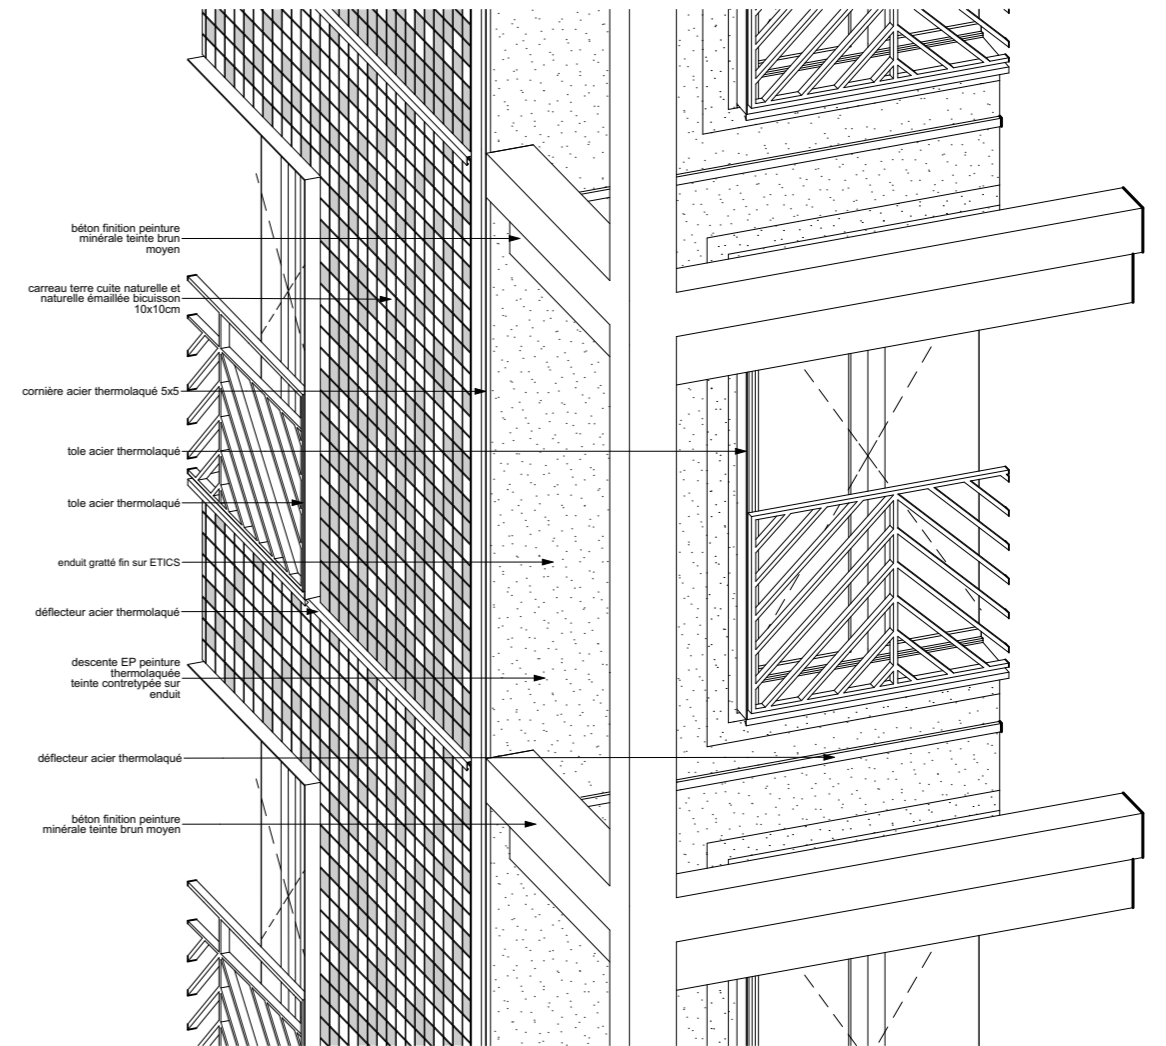 béton finition peinture
minérale teinte brun
moyen
carreau terre cuite naturelle et
naturelle émaillée bicuisson
10x10cm
cornière acier thermolaqué 5x5
tole acier thermolaqué
tole acier thermolaqué
enduit gratté fin sur ETICS
déflecteur acier thermolaqué
descente EP peinture
thermolaquée
teinte contretypée sur
enduit
déflecteur acier thermolaqué
béton finition peinture
minérale teinte brun moyen